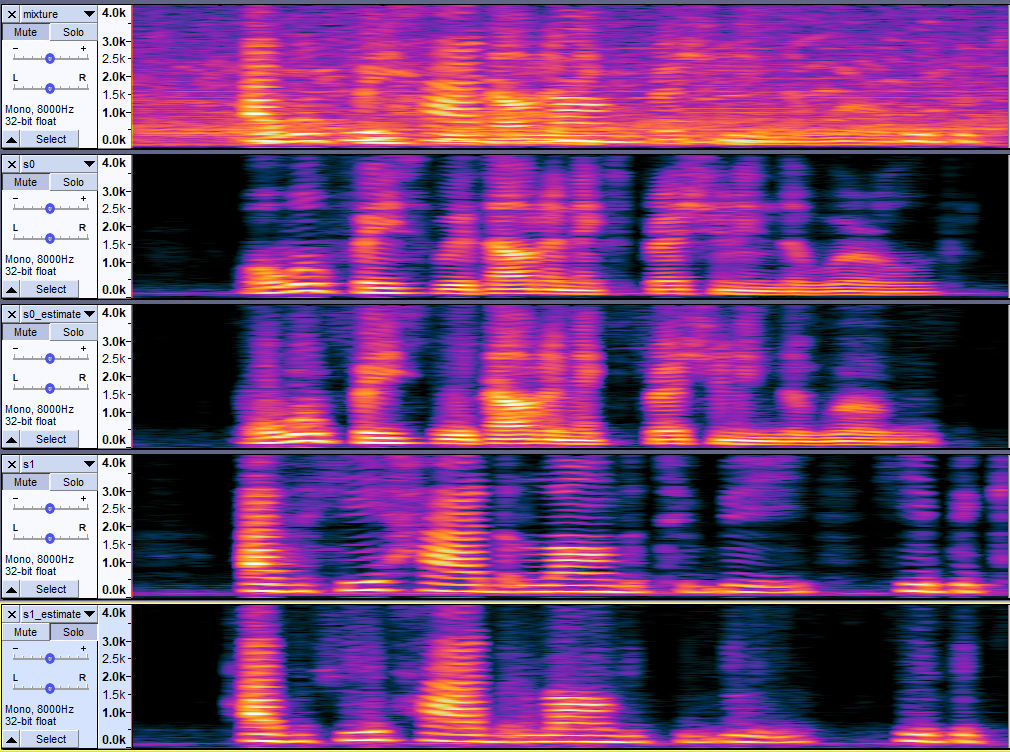 mixture
Mute Solo
- +
L R
Mono, 8000Hz
32-bit float
Select
4.0k
3.0k
2.5k
2.0k
1.5k
1.0k
0.0k
s0
Mute Solo
- +
L R
Mono, 8000Hz
32-bit float
Select
4.0k
3.0k
2.5k
2.0k
1.5k
1.0k
0.0k
s0_estimate
Mute Solo
- +
L R
Mono, 8000Hz
32-bit float
Select
4.0k
3.0k
2.5k
2.0k
1.5k
1.0k
0.0k
s1
Mute Solo
- +
L R
Mono, 8000Hz
32-bit float
Select
4.0k
3.0k
2.5k
2.0k
1.5k
1.0k
0.0k
s1_estimate
Mute Solo
- +
L R
Mono, 8000Hz
32-bit float
Select
4.0k
3.0k
2.5k
2.0k
1.5k
1.0k
0.0k